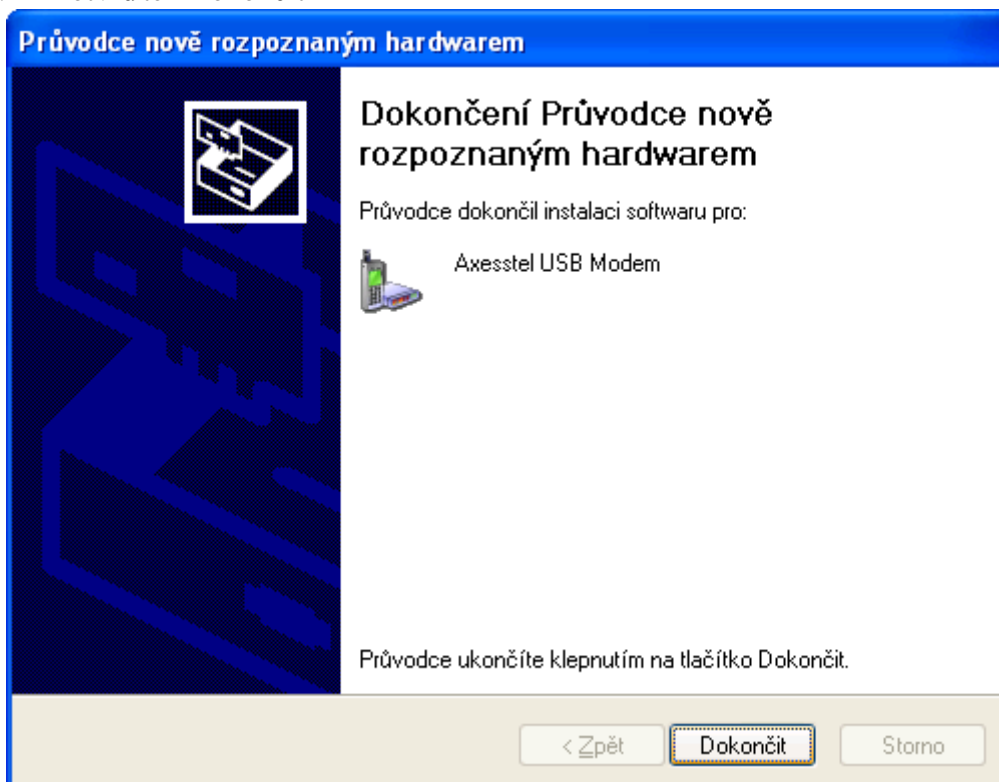 Průvodce nově rozpoznaným hardwarem
Dokončení Průvodce nově
rozpoznaným hardwarem
Průvodce dokončil instalaci softwaru pro:
Axesstel USB Modem
Průvodce ukončíte klepnutím na tlačítko Dokončit.
< Zpět
Dokončit
Storno